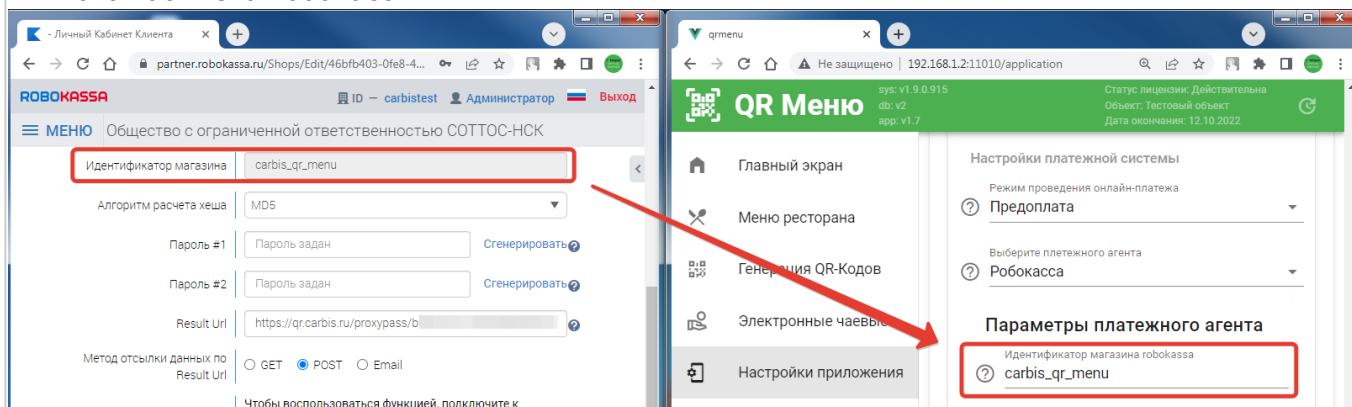 - Личный Кабинет Клиента
partner.robokassa.ru/Shops/Edit/46bfb403-0fe8-4...
ROBOKASSA
ID — carbistest
Администратор
Выход
МЕНЮ
Общество с ограниченной ответственностью СОТТОС-НСК
Идентификатор магазина
carbis_qr_menu
Алгоритм расчета хеша
MD5
Пароль #1
Пароль задан
Сгенерировать
Пароль #2
Пароль задан
Сгенерировать
Result Url
https://qr.carbis.ru/proxypass/b
Метод отсылки данных по
Result Url
GET
POST
Email
Чтобы воспользоваться функцией, подключите к
qrmenu
Не защищено
192.168.1.2:11010/application
QR Меню
sys: v1.9.0.915
db: v2
app: v1.7
Статус лицензии: Действительна
Объект: Тестовый объект
Дата окончания: 12.10.2022
Главный экран
Меню ресторана
Генерация QR-Кодов
Электронные чаевые
Настройки приложения
Настройки платежной системы
Режим проведения онлайн-платежа
Предоплата
Выберите плетежного агента
Робокасса
Параметры платежного агента
Идентификатор магазина robokassa
carbis_qr_menu